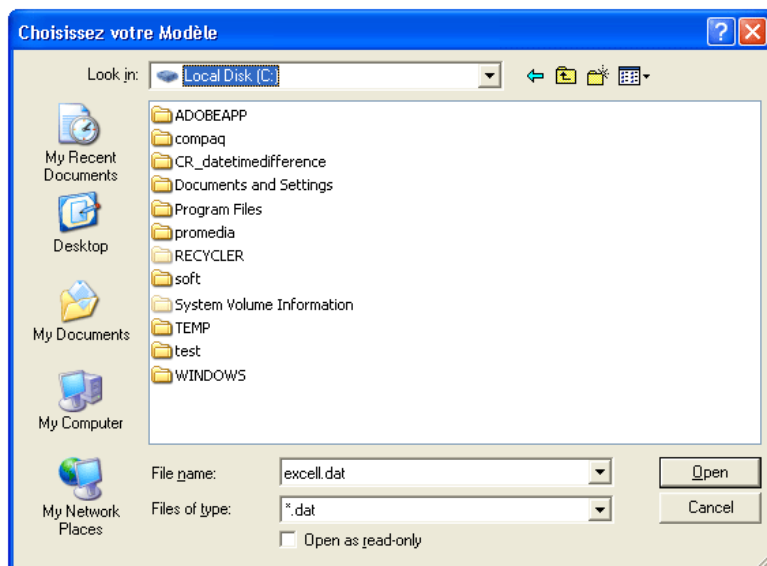 Choisissez votre Modèle
Look in: Local Disk (C:)
My Recent Documents
Desktop
My Documents
My Computer
My Network Places
ADOBEAPP
compaq
CR_datetimedifference
Documents and Settings
Program Files
promedia
RECYCLER
soft
System Volume Information
TEMP
test
WINDOWS
File name: excell.dat Open
Files of type: *.dat Cancel
Open as read-only